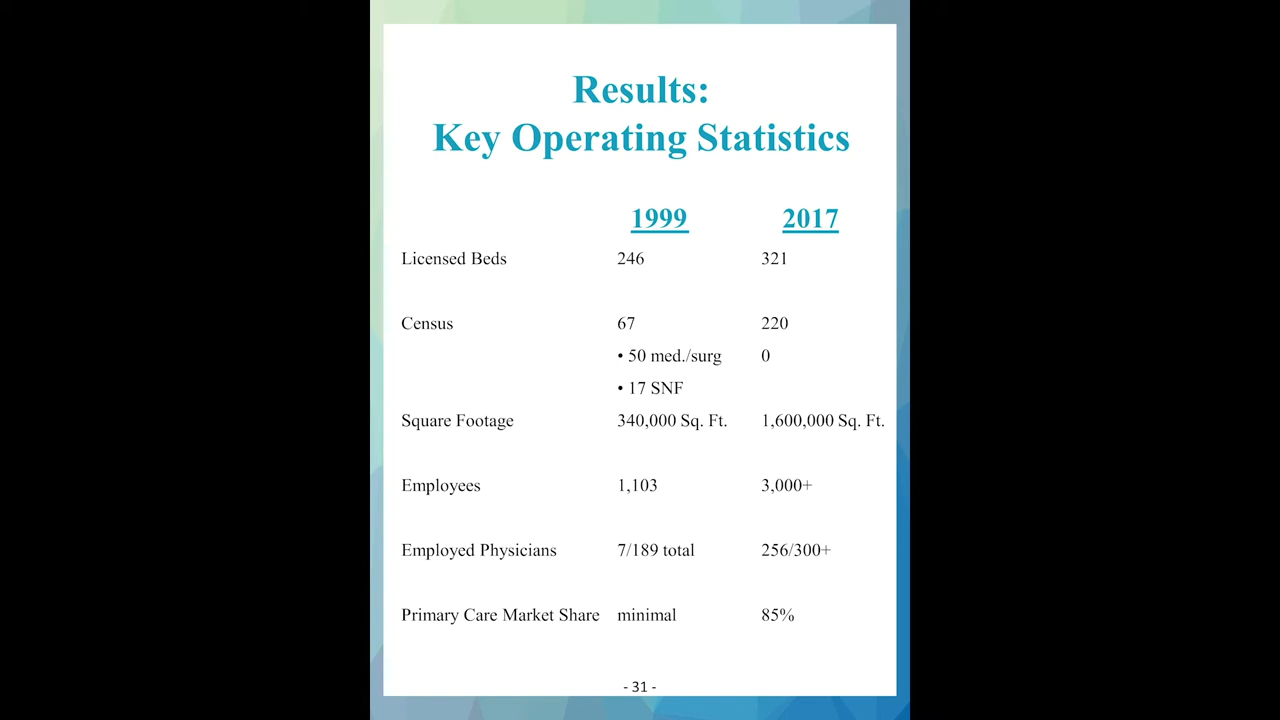 Results:
Key Operating Statistics
1999 2017
Licensed Beds 246 321
Census 67 220
• 50 med./surg 0
• 17 SNF
Square Footage 340,000 Sq. Ft. 1,600,000 Sq. Ft.
Employees 1,103 3,000+
Employed Physicians 7/189 total 256/300+
Primary Care Market Share minimal 85%
- 31 -